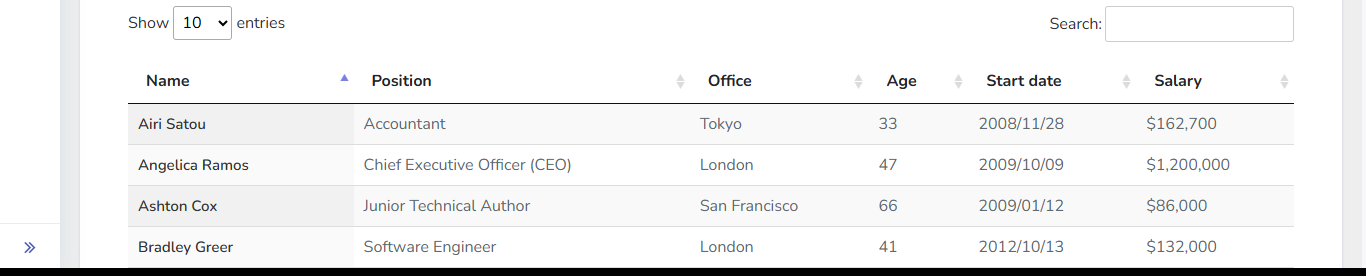 Show 10 entries Search:
Name Position Office Age Start date Salary
Airi Satou Accountant Tokyo 33 2008/11/28 $162,700
Angelica Ramos Chief Executive Officer (CEO) London 47 2009/10/09 $1,200,000
Ashton Cox Junior Technical Author San Francisco 66 2009/01/12 $86,000
Bradley Greer Software Engineer London 41 2012/10/13 $132,000